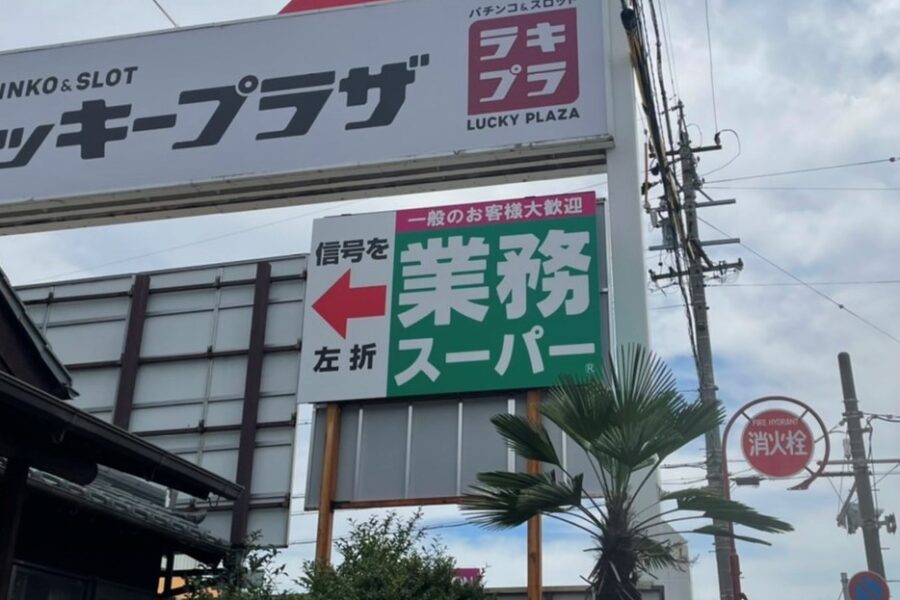 パチンコ&スロット
ラキ
プラ
LUCKY PLAZA
INKO&SLOT
ッキープラザ
一般のお客様大歓迎
信号を
左折
業務
スーパー
®
FIRE HYDRANT
消火栓